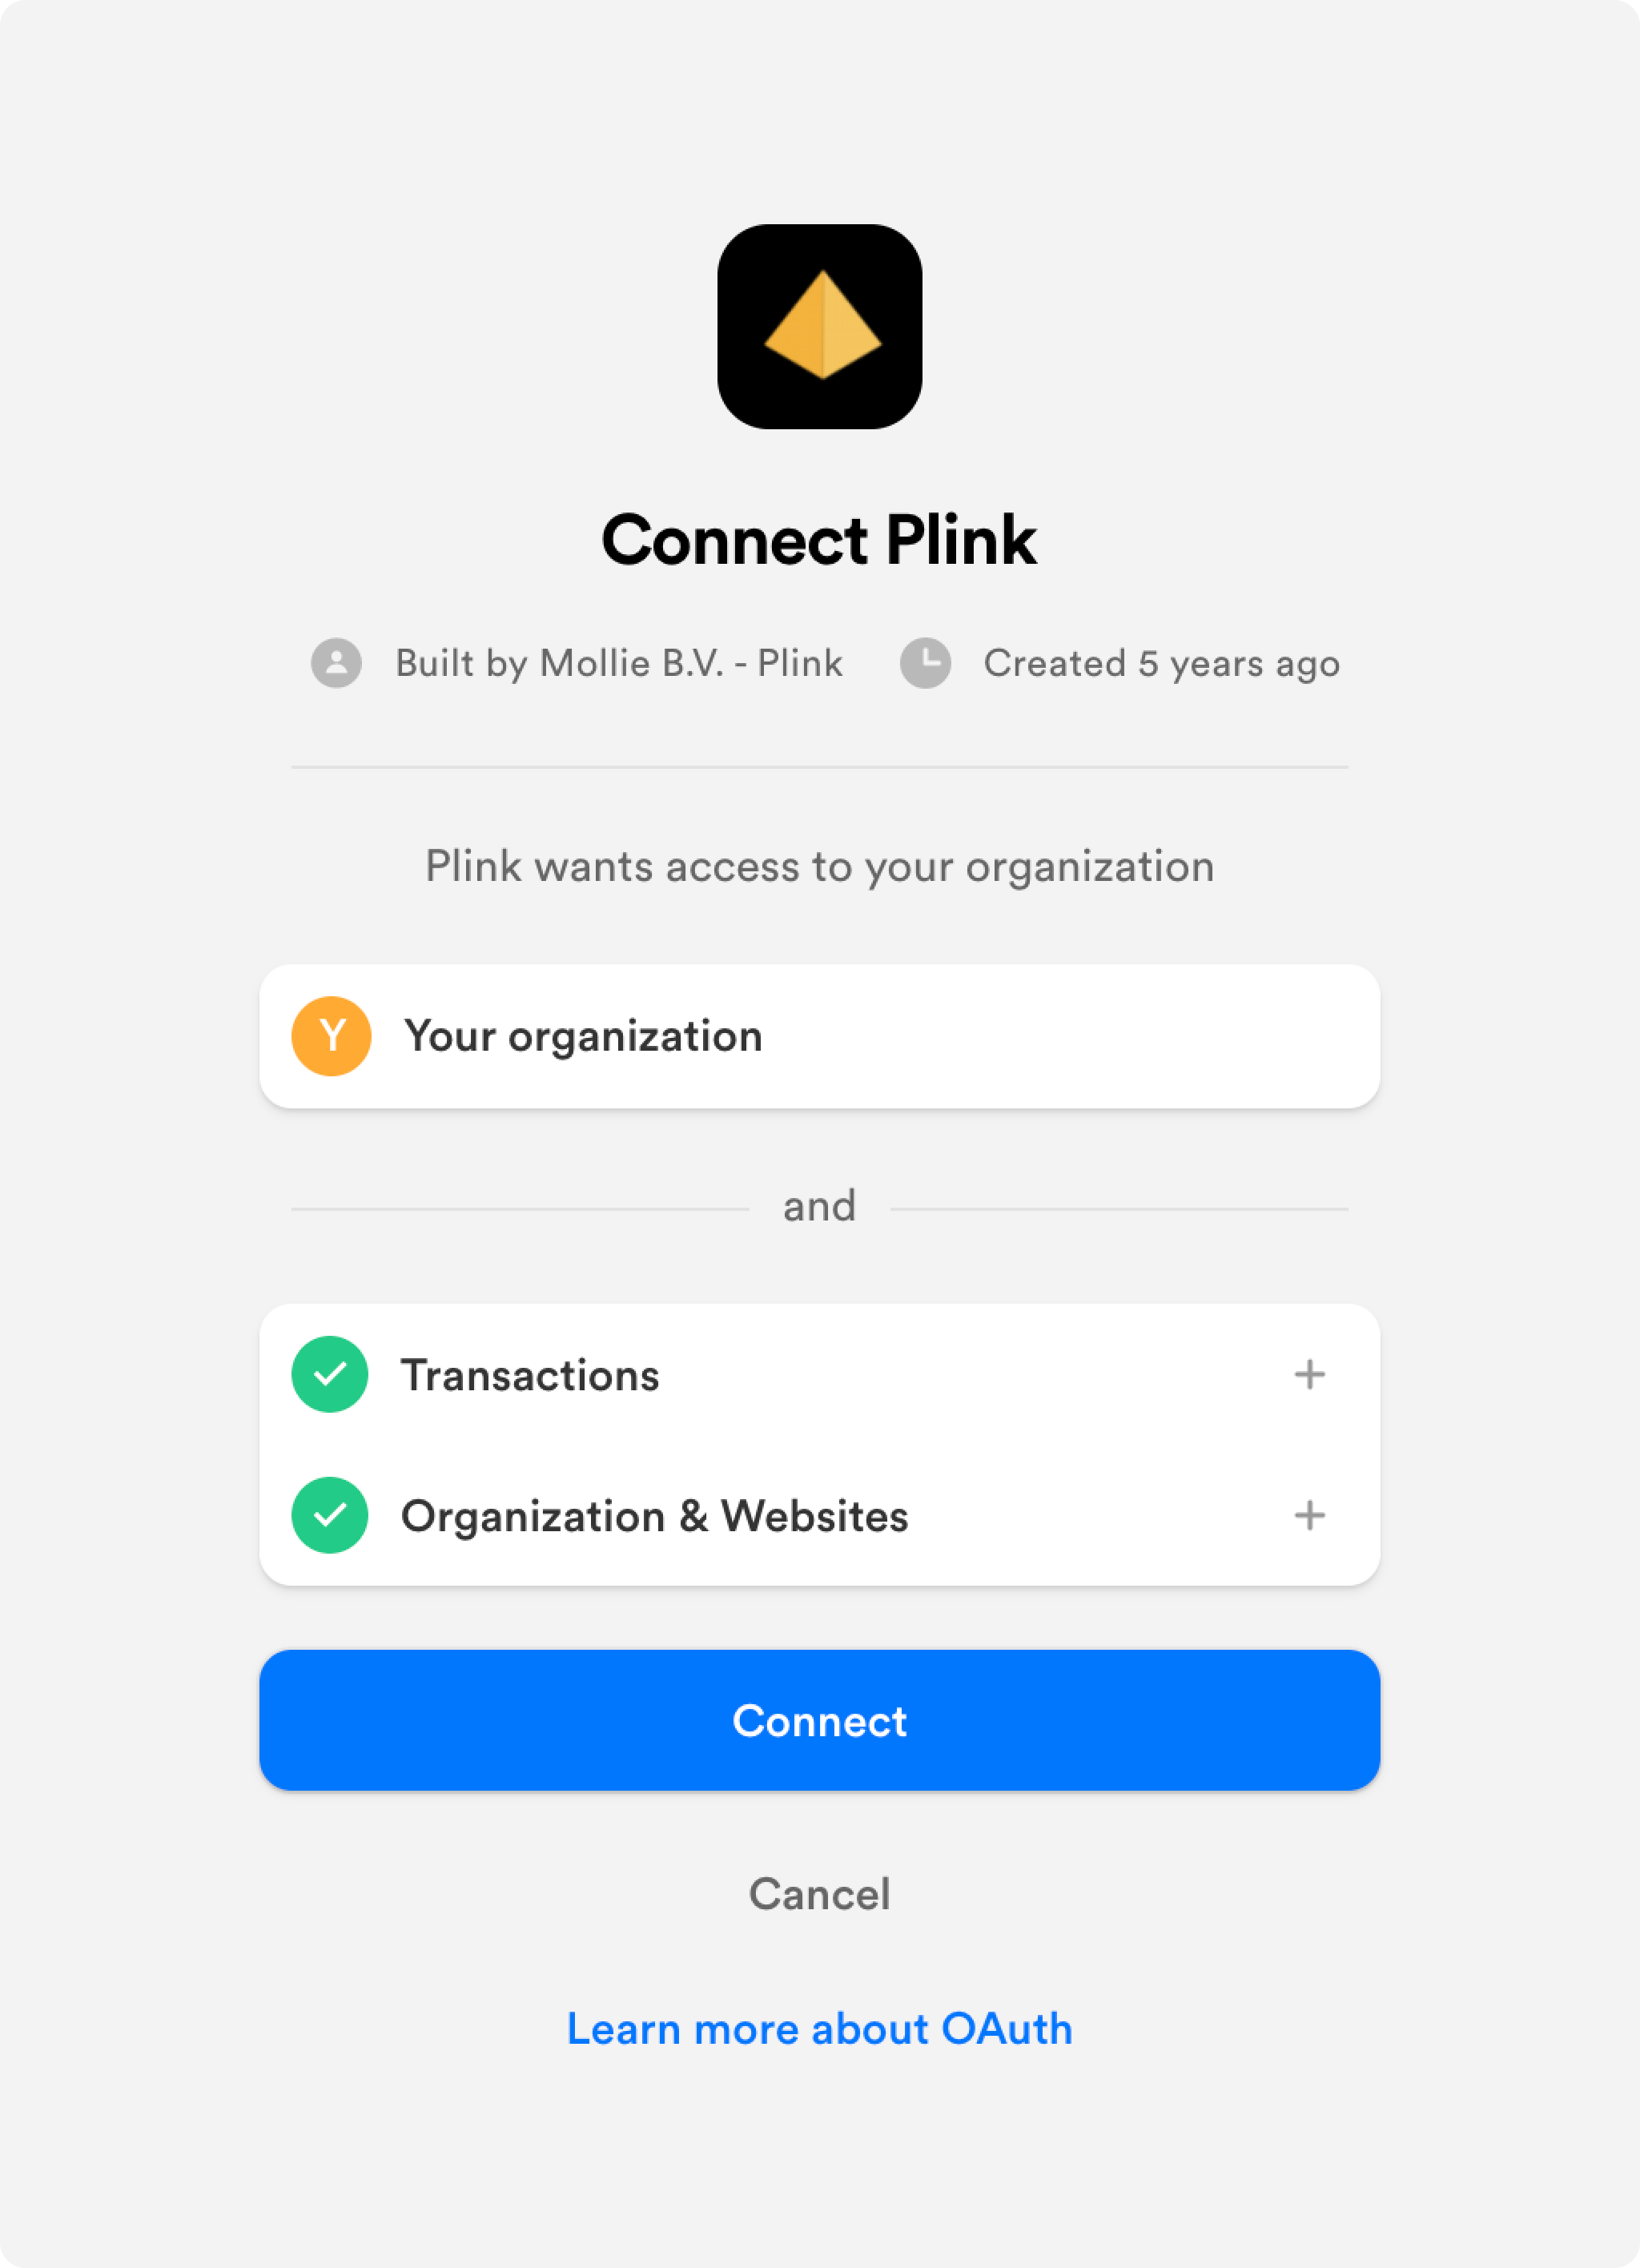 Connect Plink
Built by Mollie B.V. - Plink
Created 5 years ago
Plink wants access to your organization
Y
Your organization
and
Transactions
Organization & Websites
Connect
Cancel
Learn more about OAuth